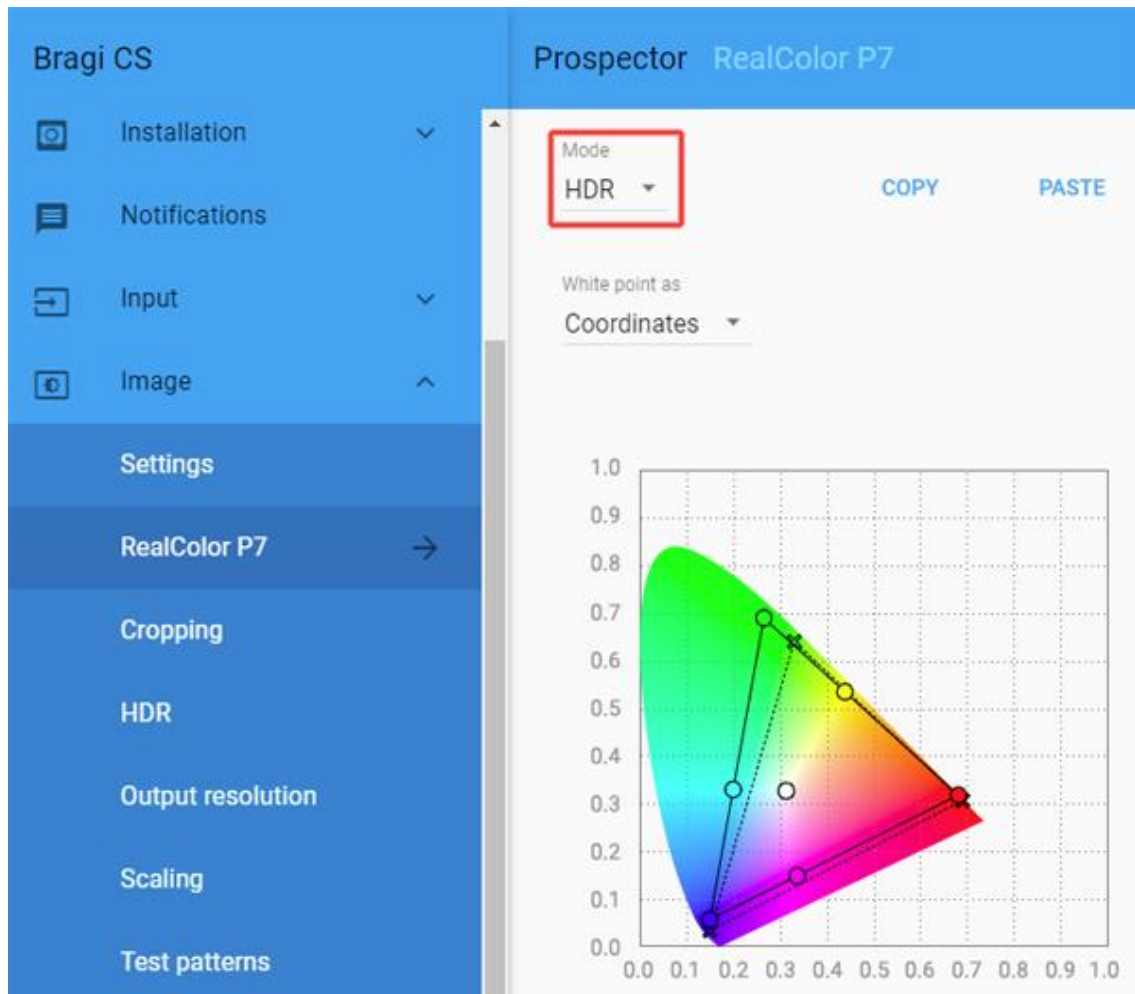 Bragi CS
Installation
Notifications
Input
Image
Settings
RealColor P7
Cropping
HDR
Output resolution
Scaling
Test patterns
Prospector RealColor P7
Mode
HDR
COPY PASTE
White point as
Coordinates
1.0
0.9
0.8
0.7
0.6
0.5
0.4
0.3
0.2
0.1
0.0
0.0 0.1 0.2 0.3 0.4 0.5 0.6 0.7 0.8 0.9 1.0